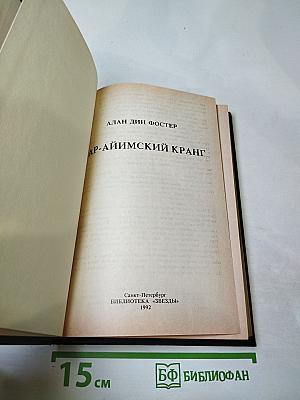 АЛАН ДИН ФОСТЕР
АР-АЙИМСКИЙ КРАНГ
Санкт-Петербург
БИБЛИОТЕКА «ЗВЕЗДЫ»
1992
15 см
БФ БИБЛИОФАН